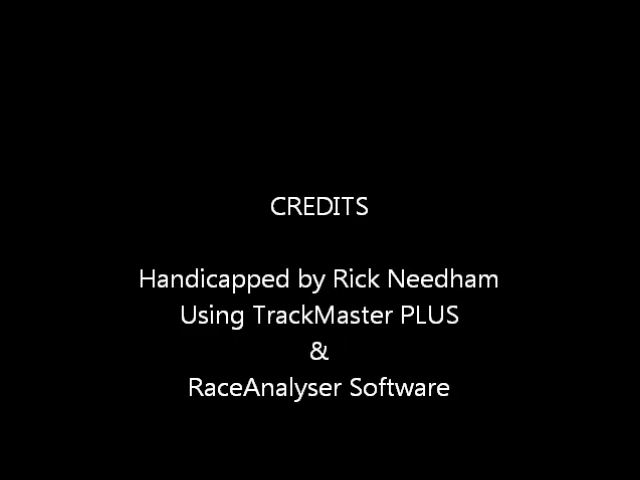 CREDITS
Handicapped by Rick Needham
Using TrackMaster PLUS
&
RaceAnalyser Software